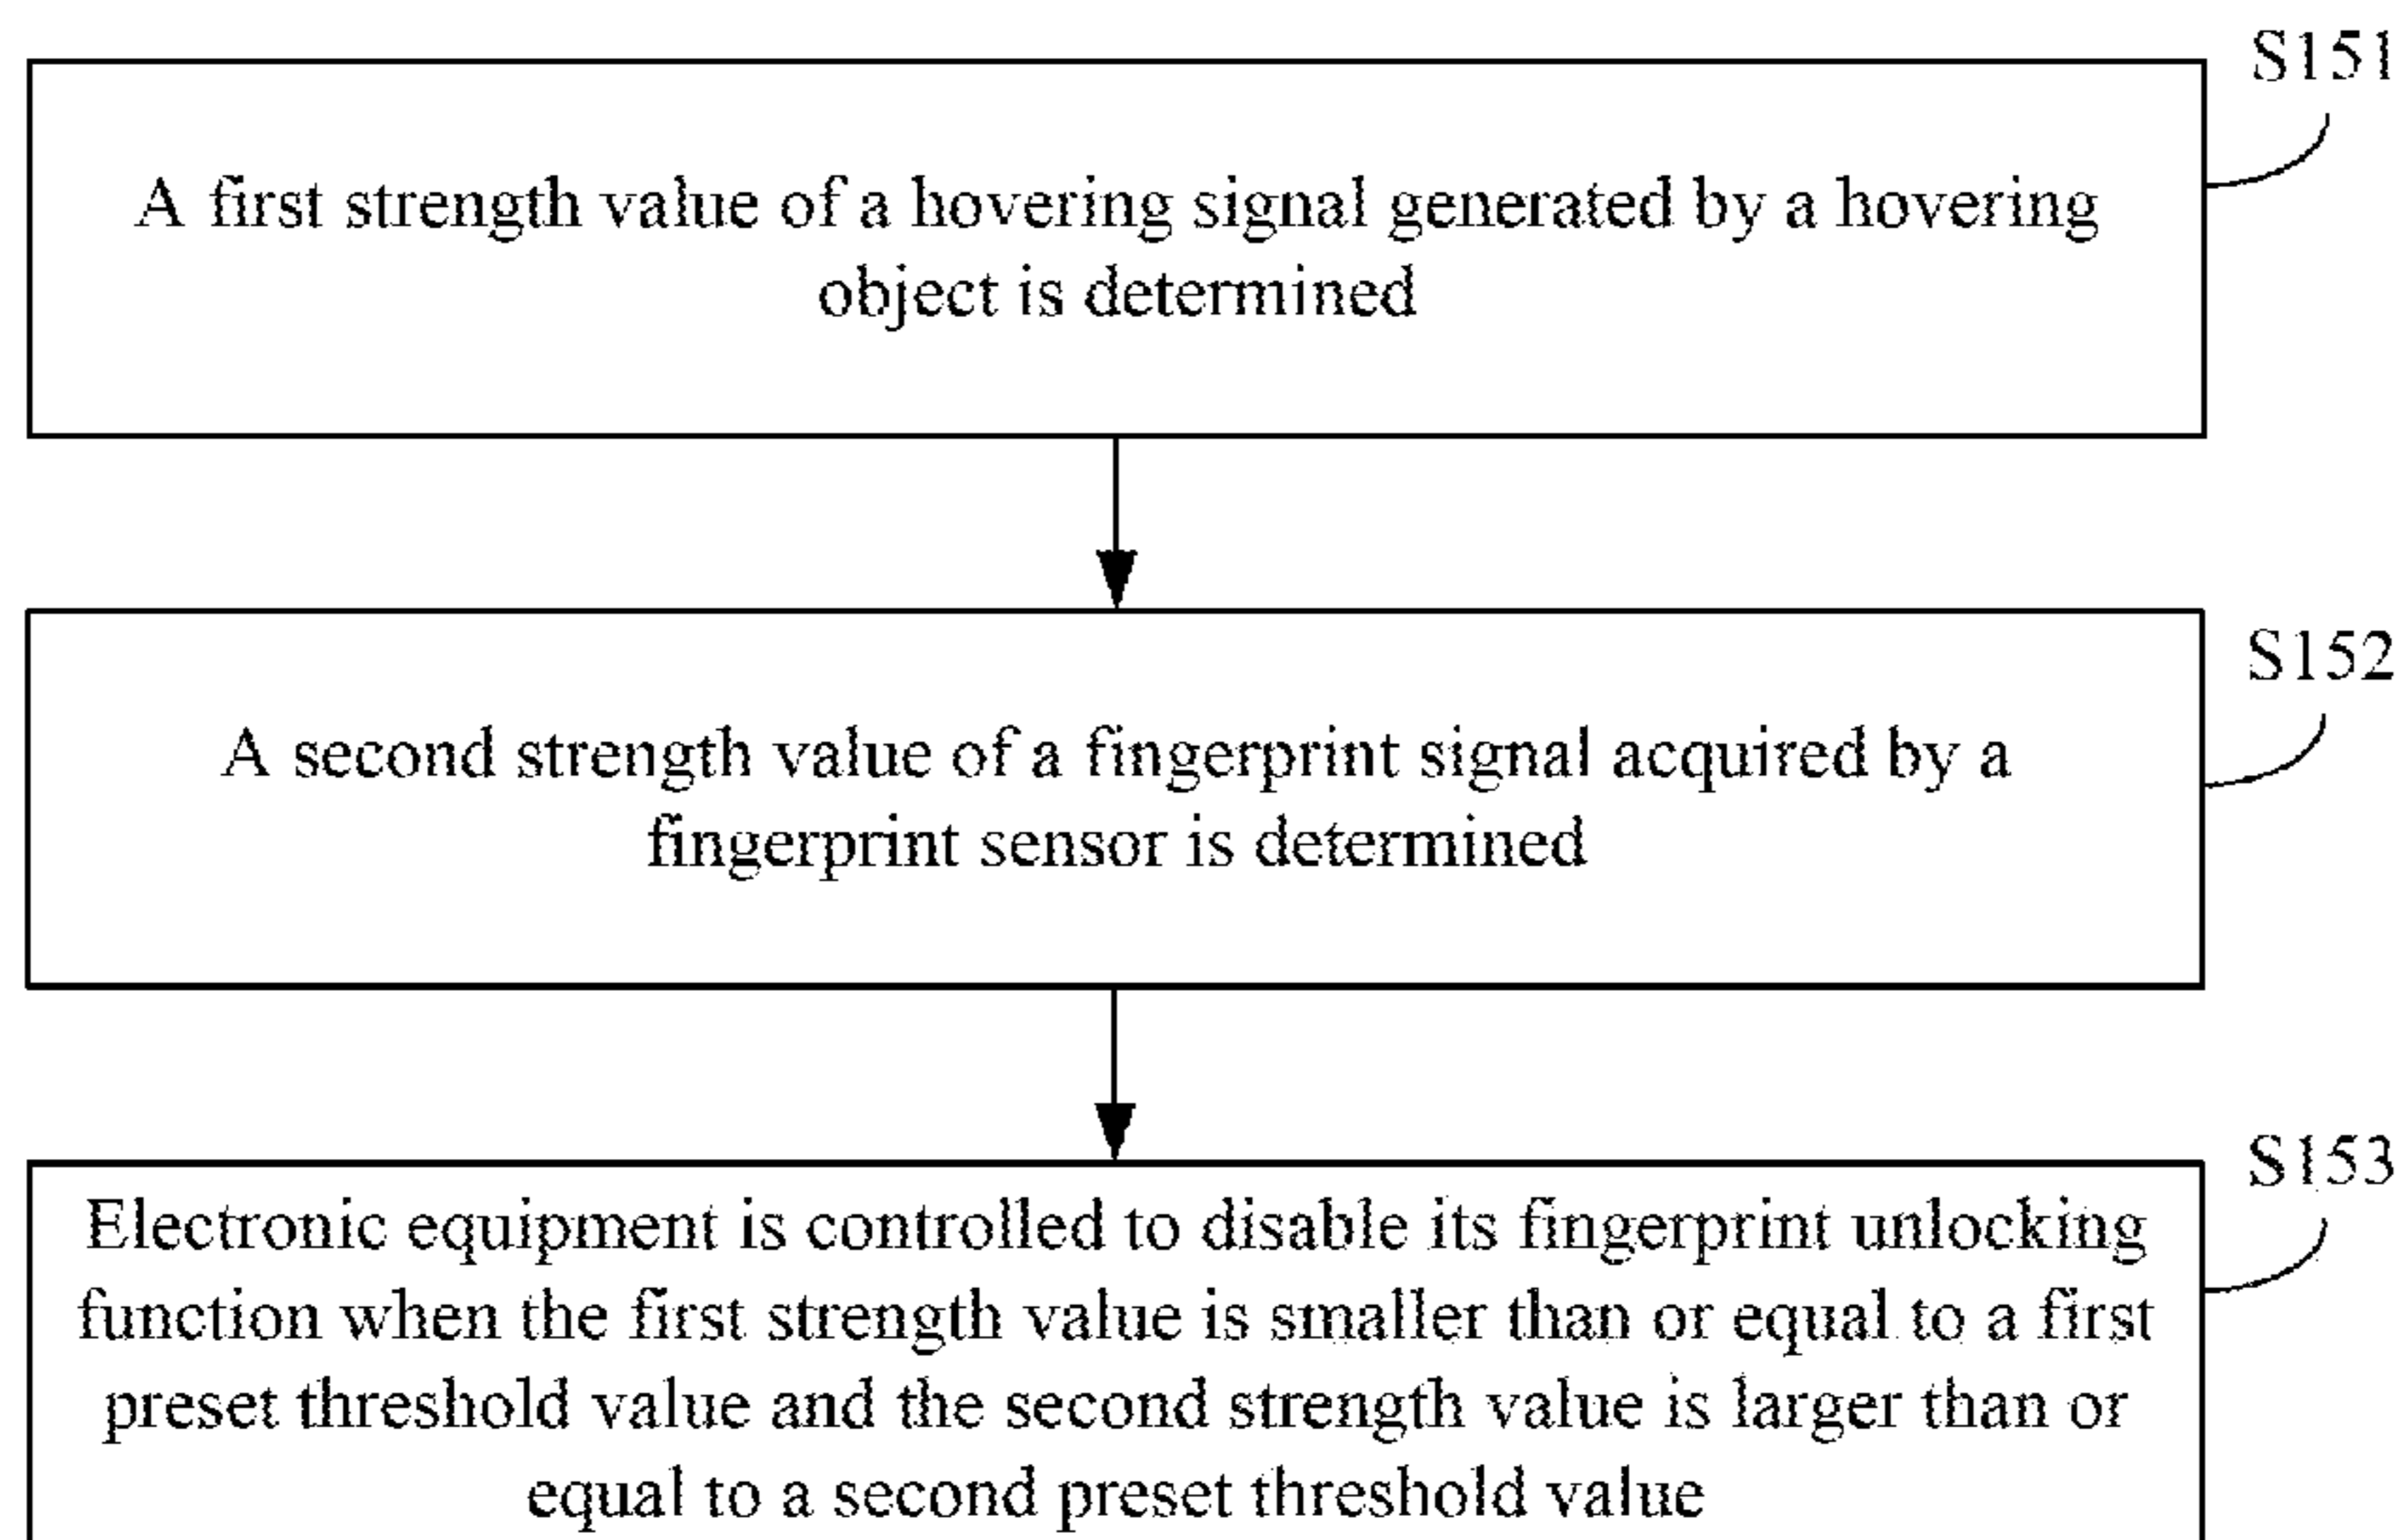 S151
A first strength value of a hovering signal generated by a hovering
object is determined
S152
A second strength value of a fingerprint signal acquired by a
fingerprint sensor is determined
S153
Electronic equipment is controlled to disable its fingerprint unlocking
function when the first strength value is smaller than or equal to a first
preset threshold value and the second strength value is larger than or
equal to a second preset threshold value